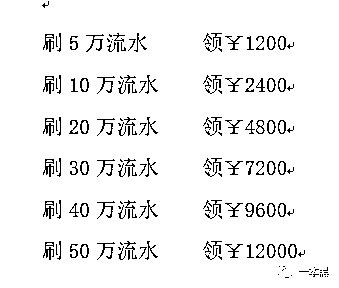 刷 5 万流水 领￥1200
刷 10 万流水 领￥2400
刷 20 万流水 领￥4800
刷 30 万流水 领￥7200
刷 40 万流水 领￥9600
刷 50 万流水 领￥12000